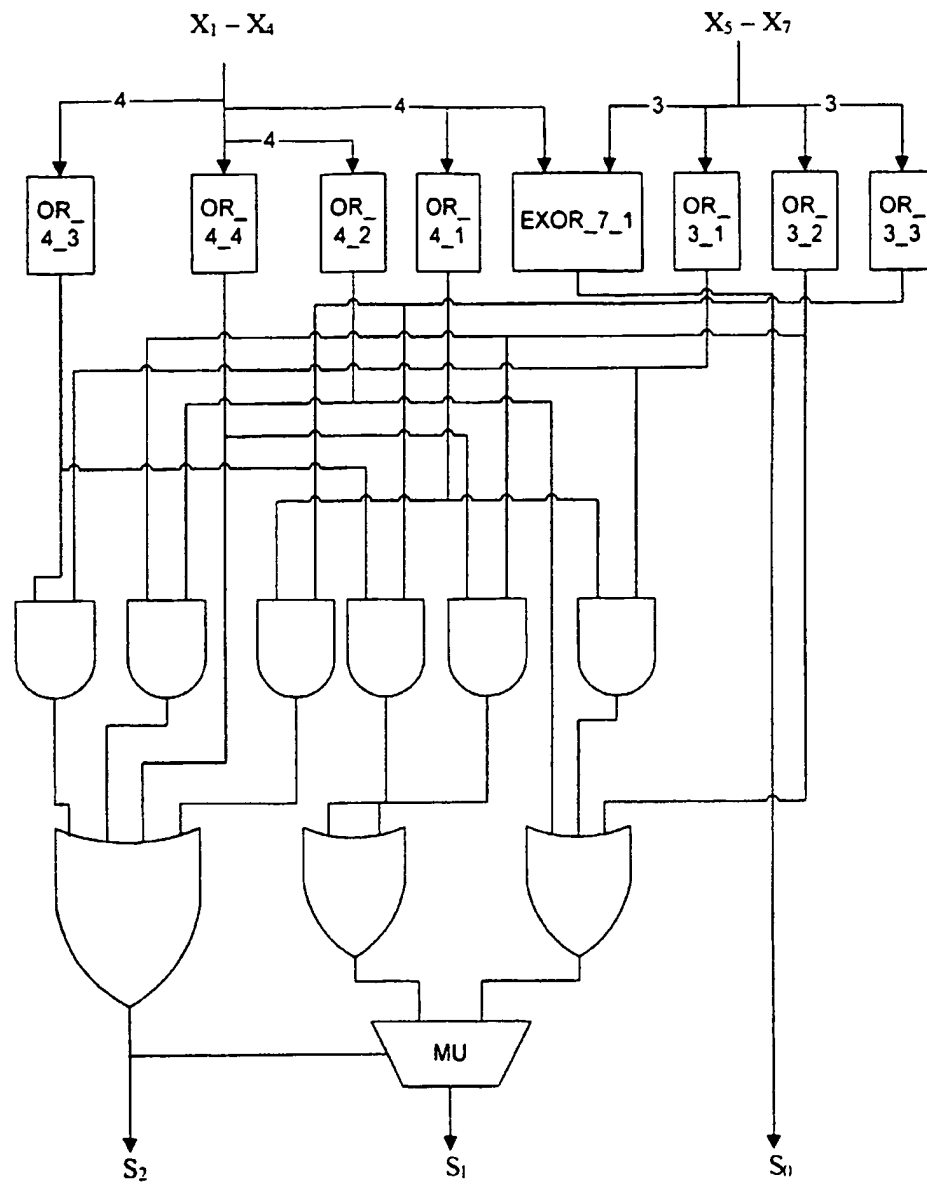 X₁ – X₄
X₅ – X₇
4
4
3
3
4
OR_
4_3
OR_
4_4
OR_
4_2
OR_
4_1
EXOR_7_1
OR_
3_1
OR_
3_2
OR_
3_3
MU
S₂
S₁
S₀